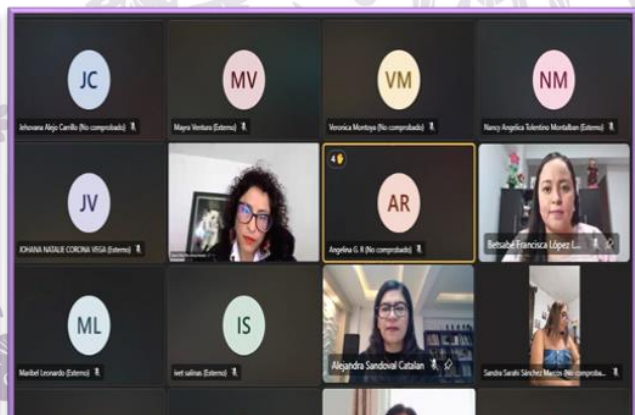 JC
Jehovana Alejo Carrillo (No comprobado)
MV
Mayra Ventura (Externo)
VM
Veronica Montoya (No comprobado)
NM
Nancy Angelica Tolentino Montalban (Externo)
JV
JOHANA NATALIE CORONA VEGA (Externo)
4
AR
Angelina G. R (No comprobado)
Betsabé Francisca López L...
ML
Maribel Leonardo (Externo)
IS
ivet salinas (Externo)
Alejandra Sandoval Catalan
Sandra Sarahi Sánchez Marcos (No comproba...